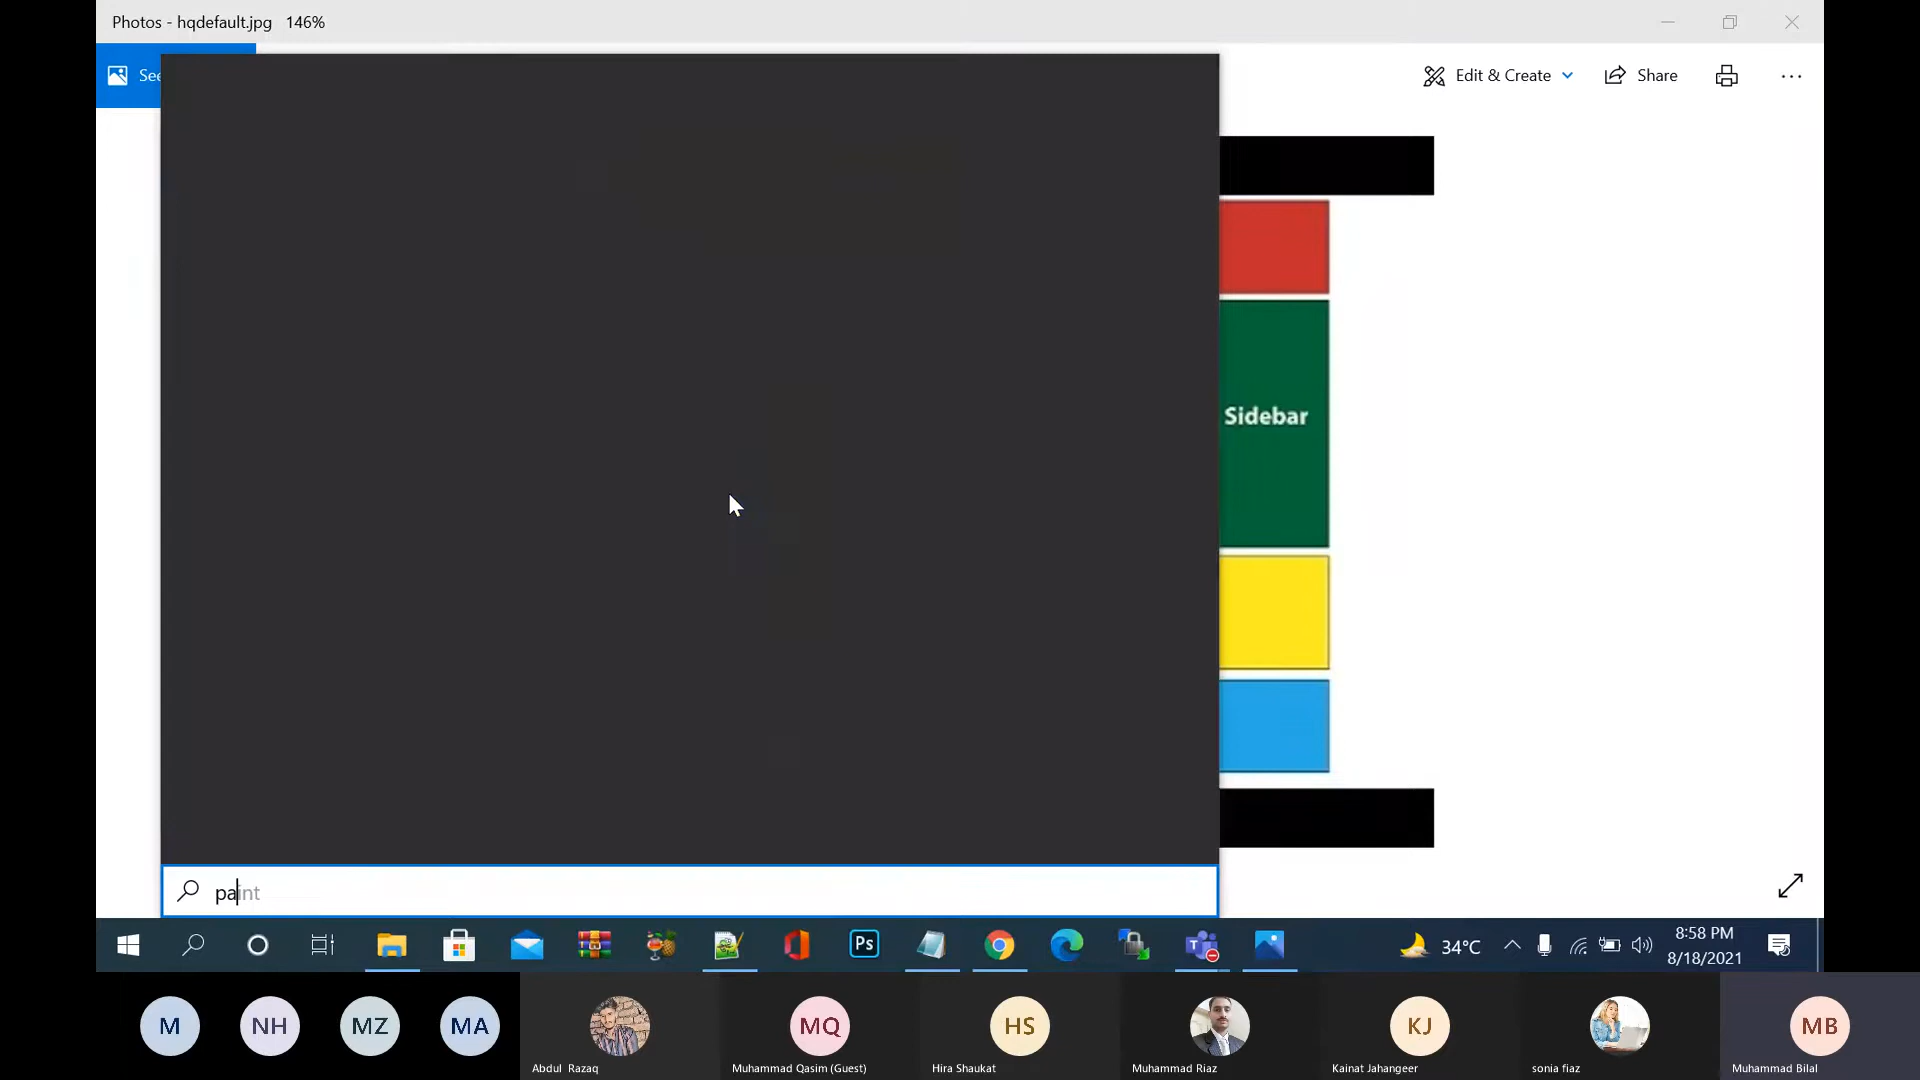 Photos - hqdefault.jpg 146%
See
Edit & Create
Share
Sidebar
paint
Ps
34°C
8:58 PM
8/18/2021
M
NH
MZ
MA
MQ
HS
KJ
MB
Abdul Razaq
Muhammad Qasim (Guest)
Hira Shaukat
Muhammad Riaz
Kainat Jahangeer
sonia fiaz
Muhammad Bilal